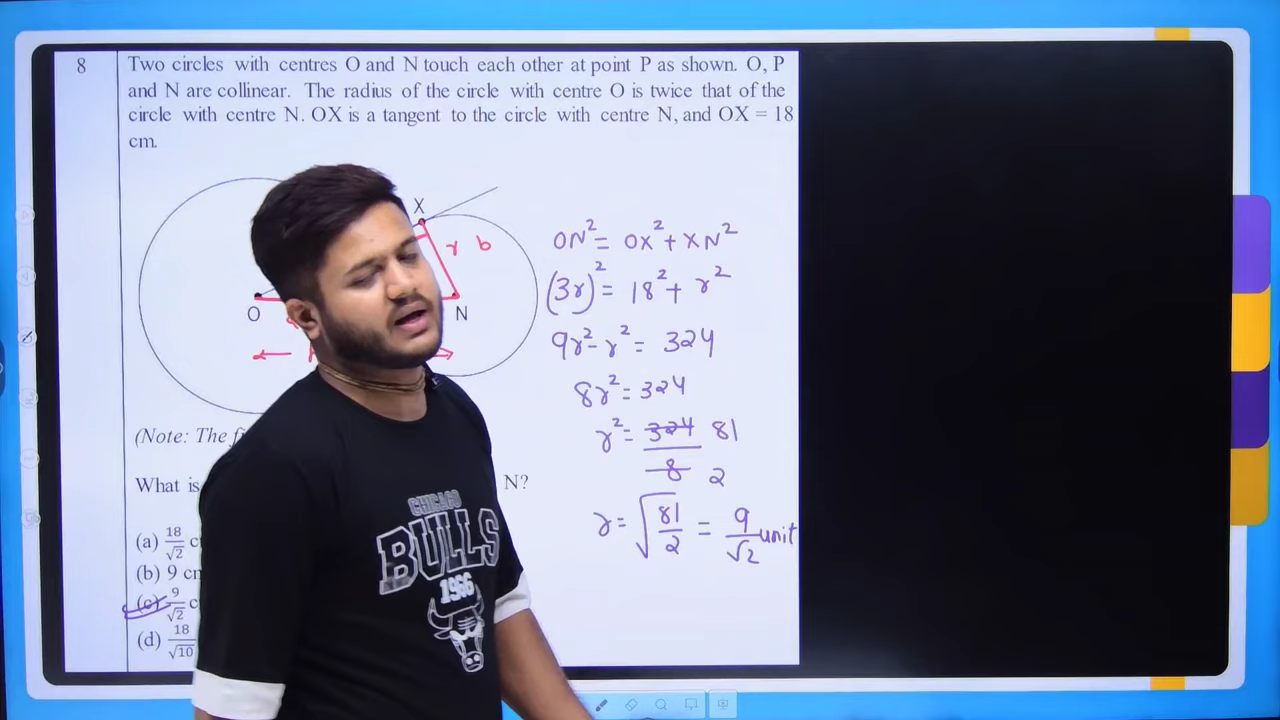 8
Two circles with centres O and N touch each other at point P as shown. O, P
and N are collinear. The radius of the circle with centre O is twice that of the
circle with centre N. OX is a tangent to the circle with centre N, and OX = 18
cm.
X
r b
O
N
ON² = OX² + XN²
(3r)² = 18² + r²
9r² - r² = 324
8r² = 324
r² = 324/8 81/2
r = √(81/2) = 9/√2 unit
(Note: The
What is N?
(a) 18/√2 c
(b) 9 cm
(c) 9/√2 c
(d) 18/√10
CHICAGO
BULLS
1966